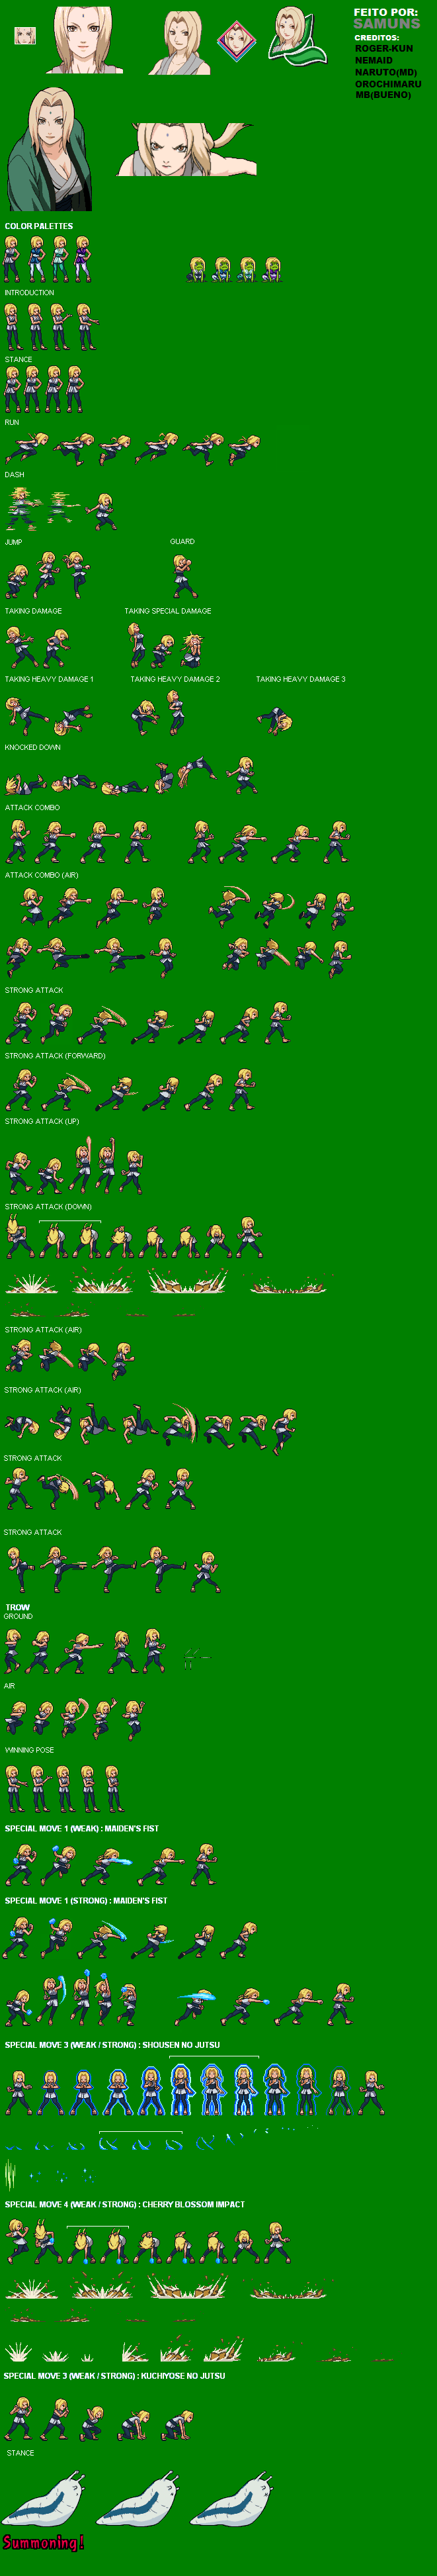 FEITO POR:
SAMUNS
CREDITOS:
ROGER-KUN
NEMAID
NARUTO(MD)
OROCHIMARU
MB(BUENO)
COLOR PALETTES
INTRODUCTION
STANCE
RUN
DASH
JUMP
GUARD
TAKING DAMAGE
TAKING SPECIAL DAMAGE
TAKING HEAVY DAMAGE 1
TAKING HEAVY DAMAGE 2
TAKING HEAVY DAMAGE 3
KNOCKED DOWN
ATTACK COMBO
ATTACK COMBO (AIR)
STRONG ATTACK
STRONG ATTACK (FORWARD)
STRONG ATTACK (UP)
STRONG ATTACK (DOWN)
STRONG ATTACK (AIR)
STRONG ATTACK (AIR)
STRONG ATTACK
STRONG ATTACK
TROW
GROUND
AIR
WINNING POSE
SPECIAL MOVE 1 (WEAK) : MAIDEN'S FIST
SPECIAL MOVE 1 (STRONG) : MAIDEN'S FIST
SPECIAL MOVE 3 (WEAK / STRONG) : SHOUSEN NO JUTSU
SPECIAL MOVE 4 (WEAK / STRONG) : CHERRY BLOSSOM IMPACT
SPECIAL MOVE 3 (WEAK / STRONG) : KUCHIYOSE NO JUTSU
STANCE
Summoning!